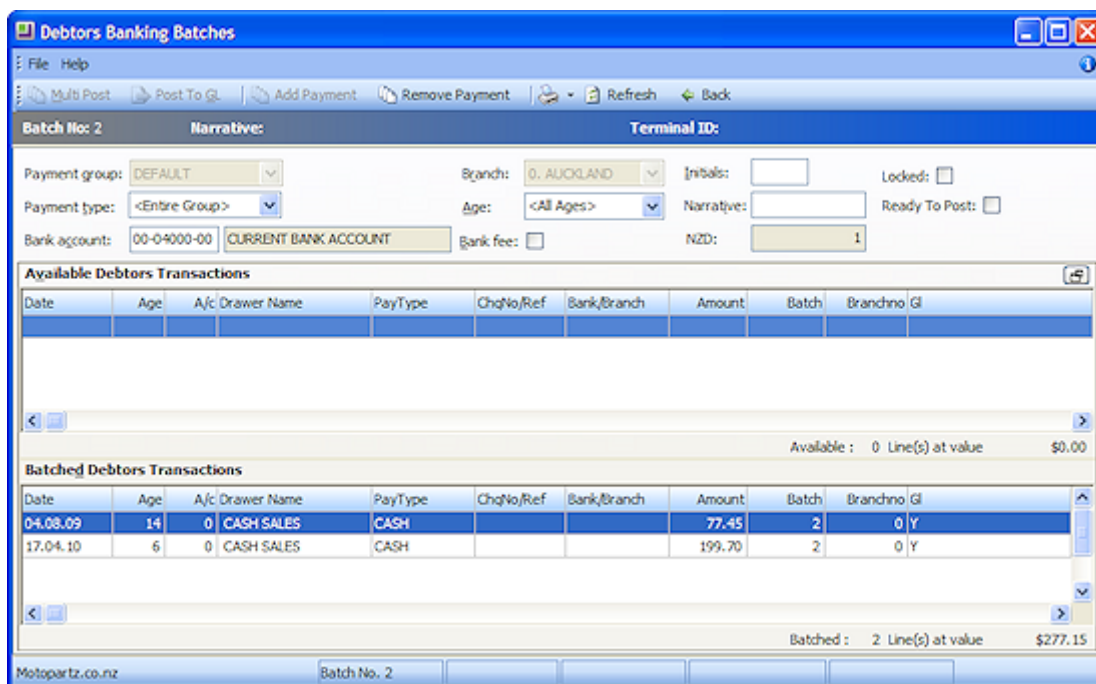 Debtors Banking Batches
File Help
Multi Post Post To GL Add Payment Remove Payment Refresh Back
Batch No: 2 Narrative: Terminal ID:
Payment group: DEFAULT Branch: 0. AUCKLAND Initials: Locked:
Payment type: <Entire Group> Age: <All Ages> Narrative: Ready To Post:
Bank account: 00-04000-00 CURRENT BANK ACCOUNT Bank fee: NZD: 1
Available Debtors Transactions
Date Age A/c Drawer Name PayType ChqNo/Ref Bank/Branch Amount Batch Branchno Gl
Available : 0 Line(s) at value $0.00
Batched Debtors Transactions
Date Age A/c Drawer Name PayType ChqNo/Ref Bank/Branch Amount Batch Branchno Gl
04.08.09 14 0 CASH SALES CASH 77.45 2 0 Y
17.04.10 6 0 CASH SALES CASH 199.70 2 0 Y
Batched : 2 Line(s) at value $277.15
Motopartz.co.nz Batch No. 2